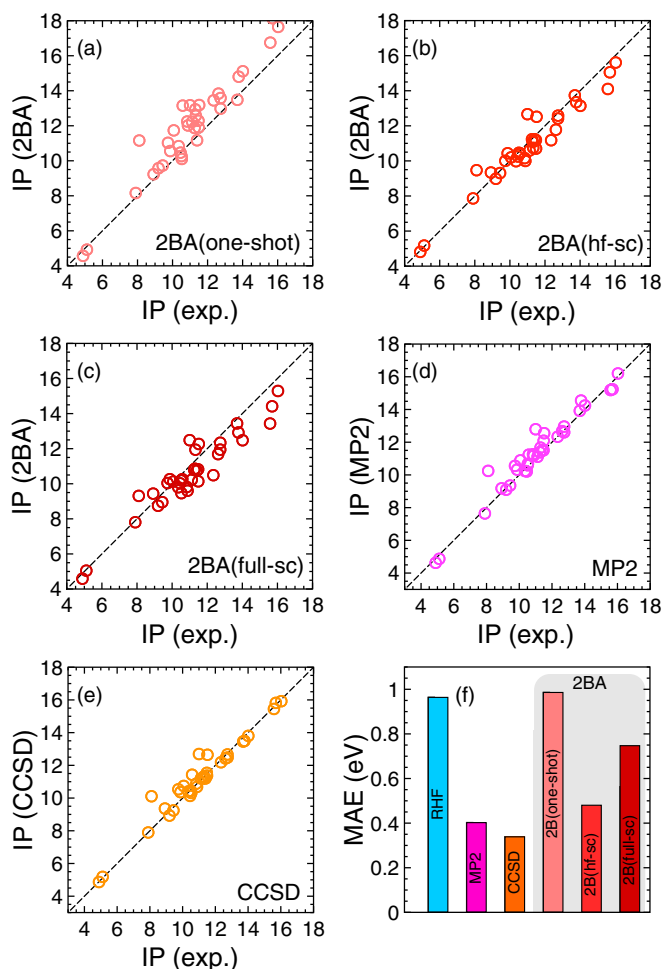 (a)
IP (2BA)
18
16
14
12
10
8
6
4
2BA(one-shot)
4 6 8 10 12 14 16 18
IP (exp.)
(b)
IP (2BA)
18
16
14
12
10
8
6
4
2BA(hf-sc)
4 6 8 10 12 14 16 18
IP (exp.)
(c)
IP (2BA)
18
16
14
12
10
8
6
4
2BA(full-sc)
4 6 8 10 12 14 16 18
IP (exp.)
(d)
IP (MP2)
18
16
14
12
10
8
6
4
MP2
4 6 8 10 12 14 16 18
IP (exp.)
(e)
IP (CCSD)
18
16
14
12
10
8
6
4
CCSD
4 6 8 10 12 14 16 18
IP (exp.)
(f)
2BA
MAE (eV)
1
0.8
0.6
0.4
0.2
0
RHF
MP2
CCSD
2B(one-shot)
2B(hf-sc)
2B(full-sc)